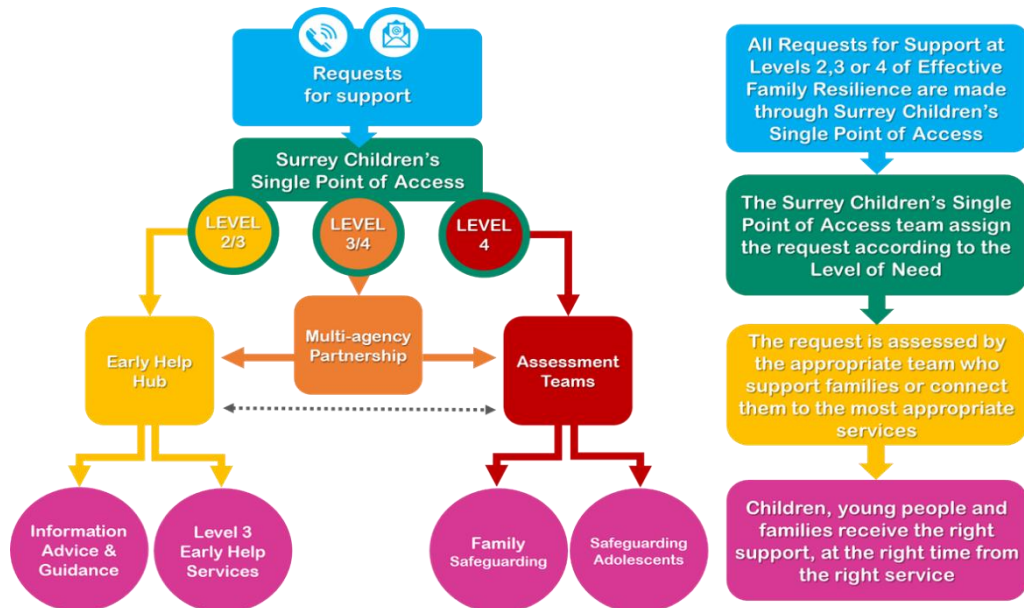 Requests
for support
Surrey Children's
Single Point of Access
LEVEL
2/3
LEVEL
3/4
LEVEL
4
Early Help
Hub
Multi-agency
Partnership
Assessment
Teams
Information
Advice &
Guidance
Level 3
Early Help
Services
Family
Safeguarding
Safeguarding
Adolescents
All Requests for Support at
Levels 2,3 or 4 of Effective
Family Resilience are made
through Surrey Children's
Single Point of Access
The Surrey Children's Single
Point of Access team assign
the request according to the
Level of Need
The request is assessed by
the appropriate team who
support families or connect
them to the most appropriate
services
Children, young people and
families receive the right
support, at the right time from
the right service